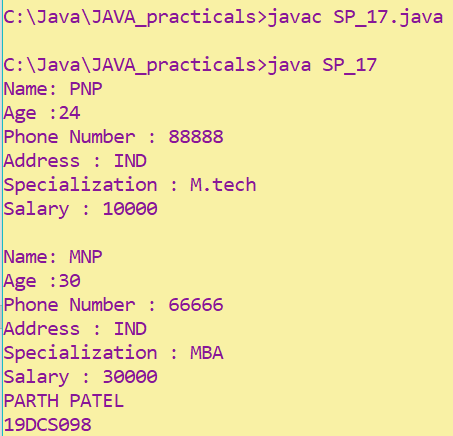 C:\Java\JAVA_practicals>javac SP_17.java
C:\Java\JAVA_practicals>java SP_17
Name: PNP
Age :24
Phone Number : 88888
Address : IND
Specialization : M.tech
Salary : 10000
Name: MNP
Age :30
Phone Number : 66666
Address : IND
Specialization : MBA
Salary : 30000
PARTH PATEL
19DCS098